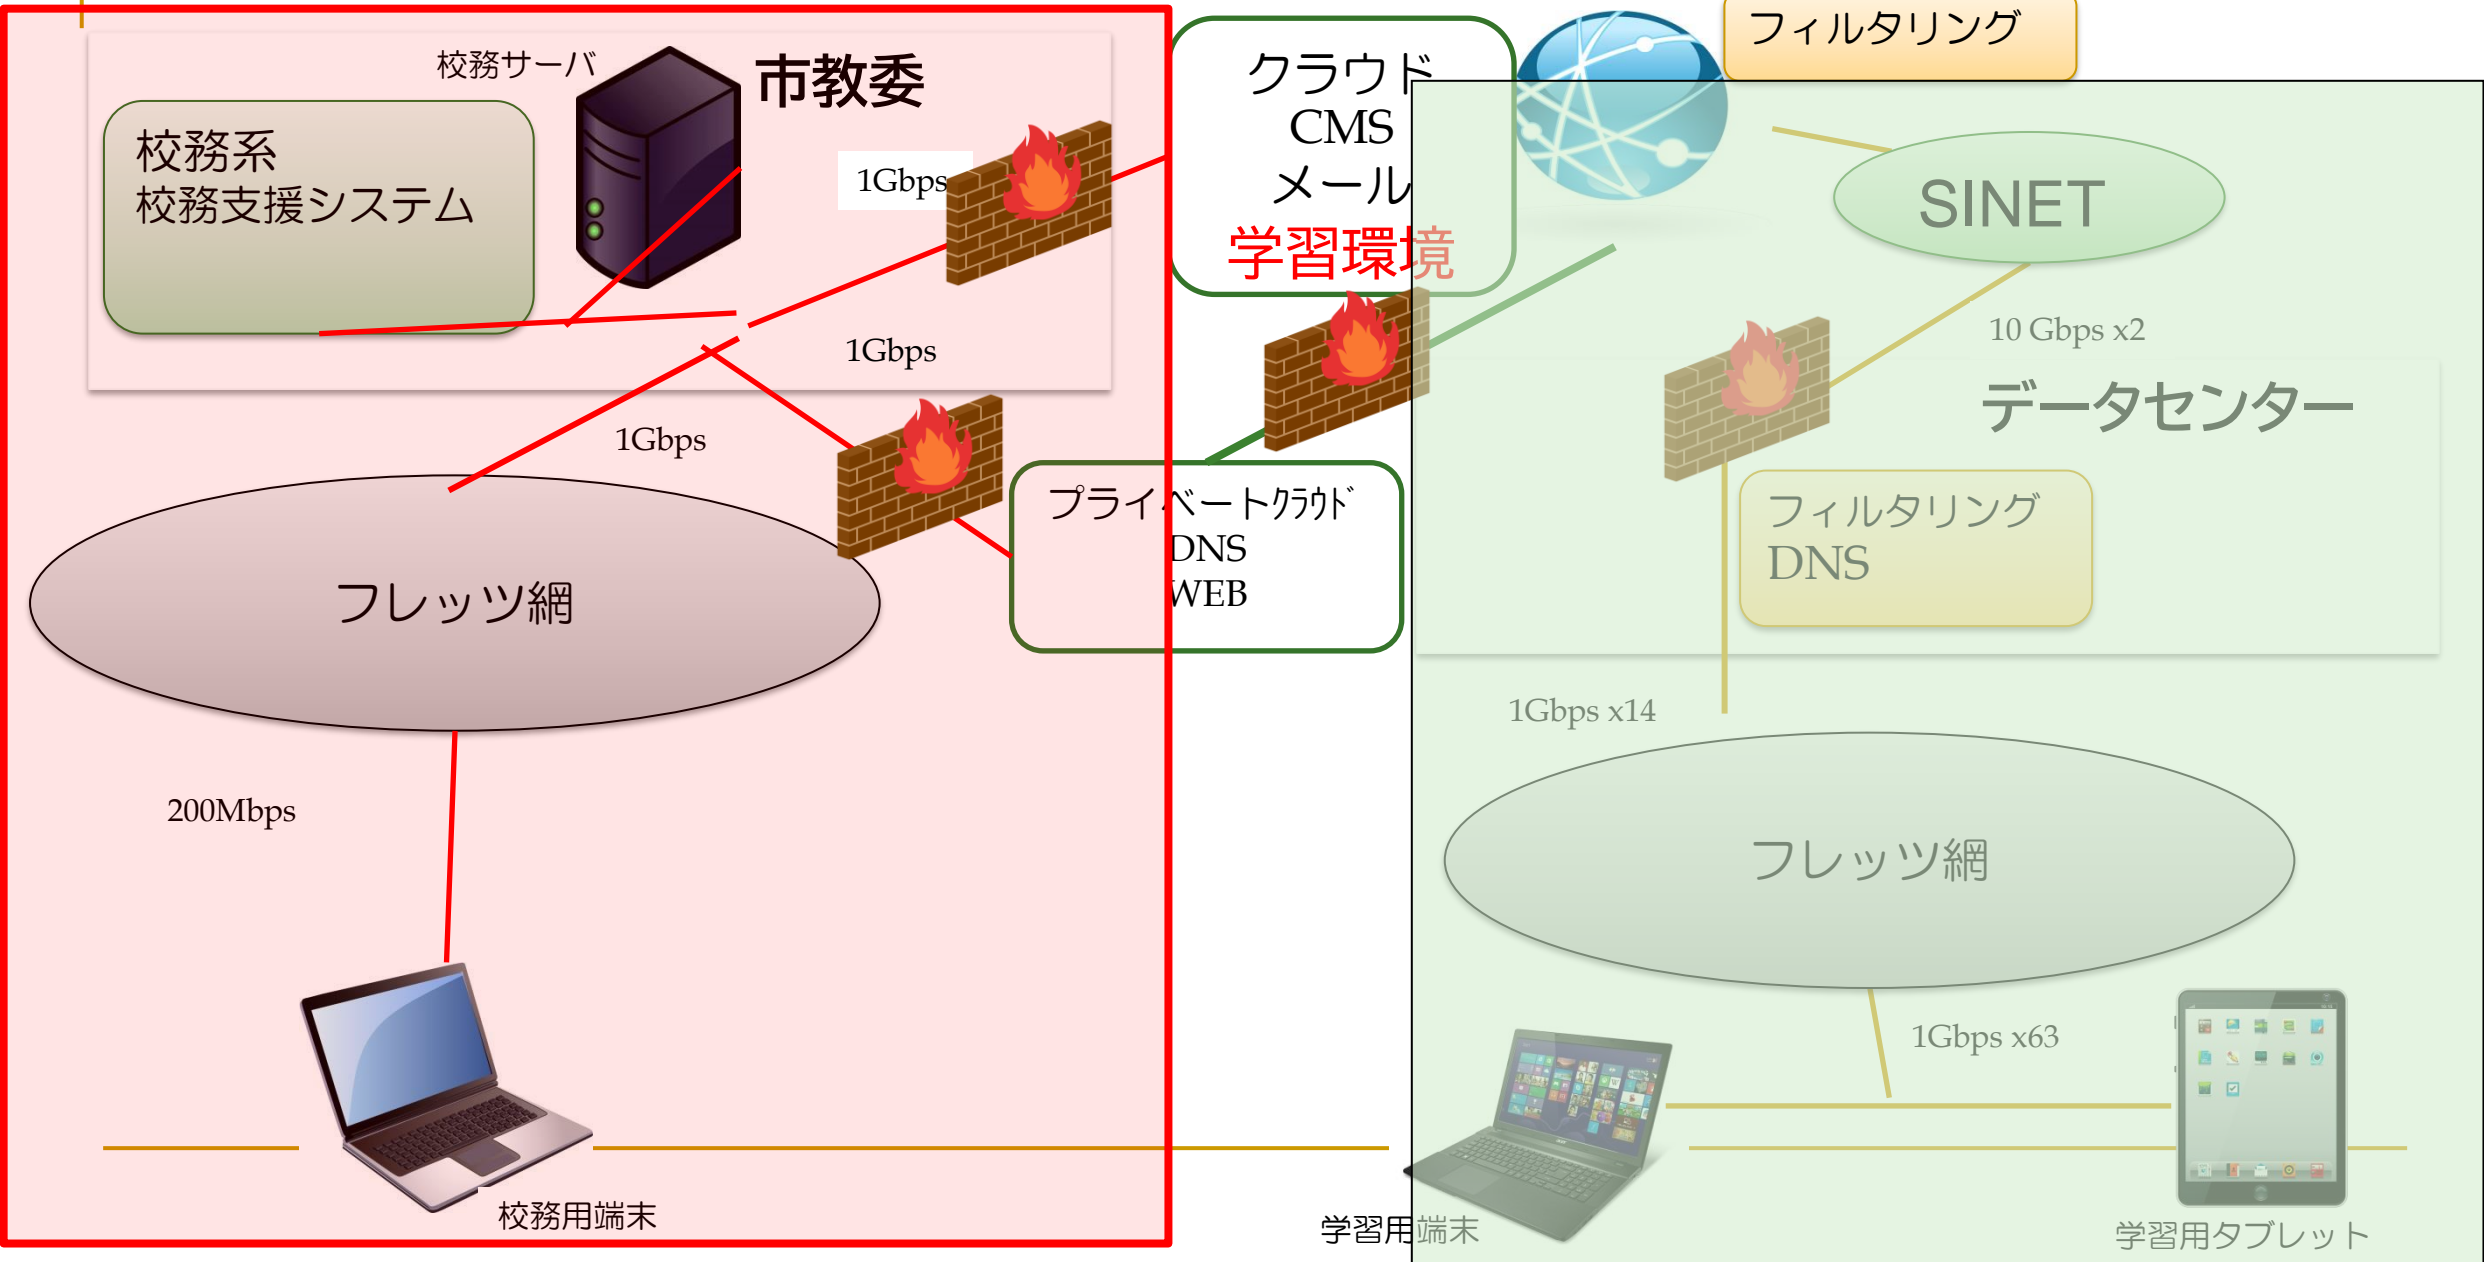 フィルタリング
校務サーバ
市教委
校務系
校務支援システム
1Gbps
クラウド
CMS
メール
学習環境
SINET
10 Gbps x2
1Gbps
データセンター
1Gbps
プライベートｸﾗｳﾄﾞ
DNS
WEB
フィルタリング
DNS
フレッツ網
1Gbps x14
200Mbps
フレッツ網
1Gbps x63
校務用端末
学習用端末
学習用タブレット